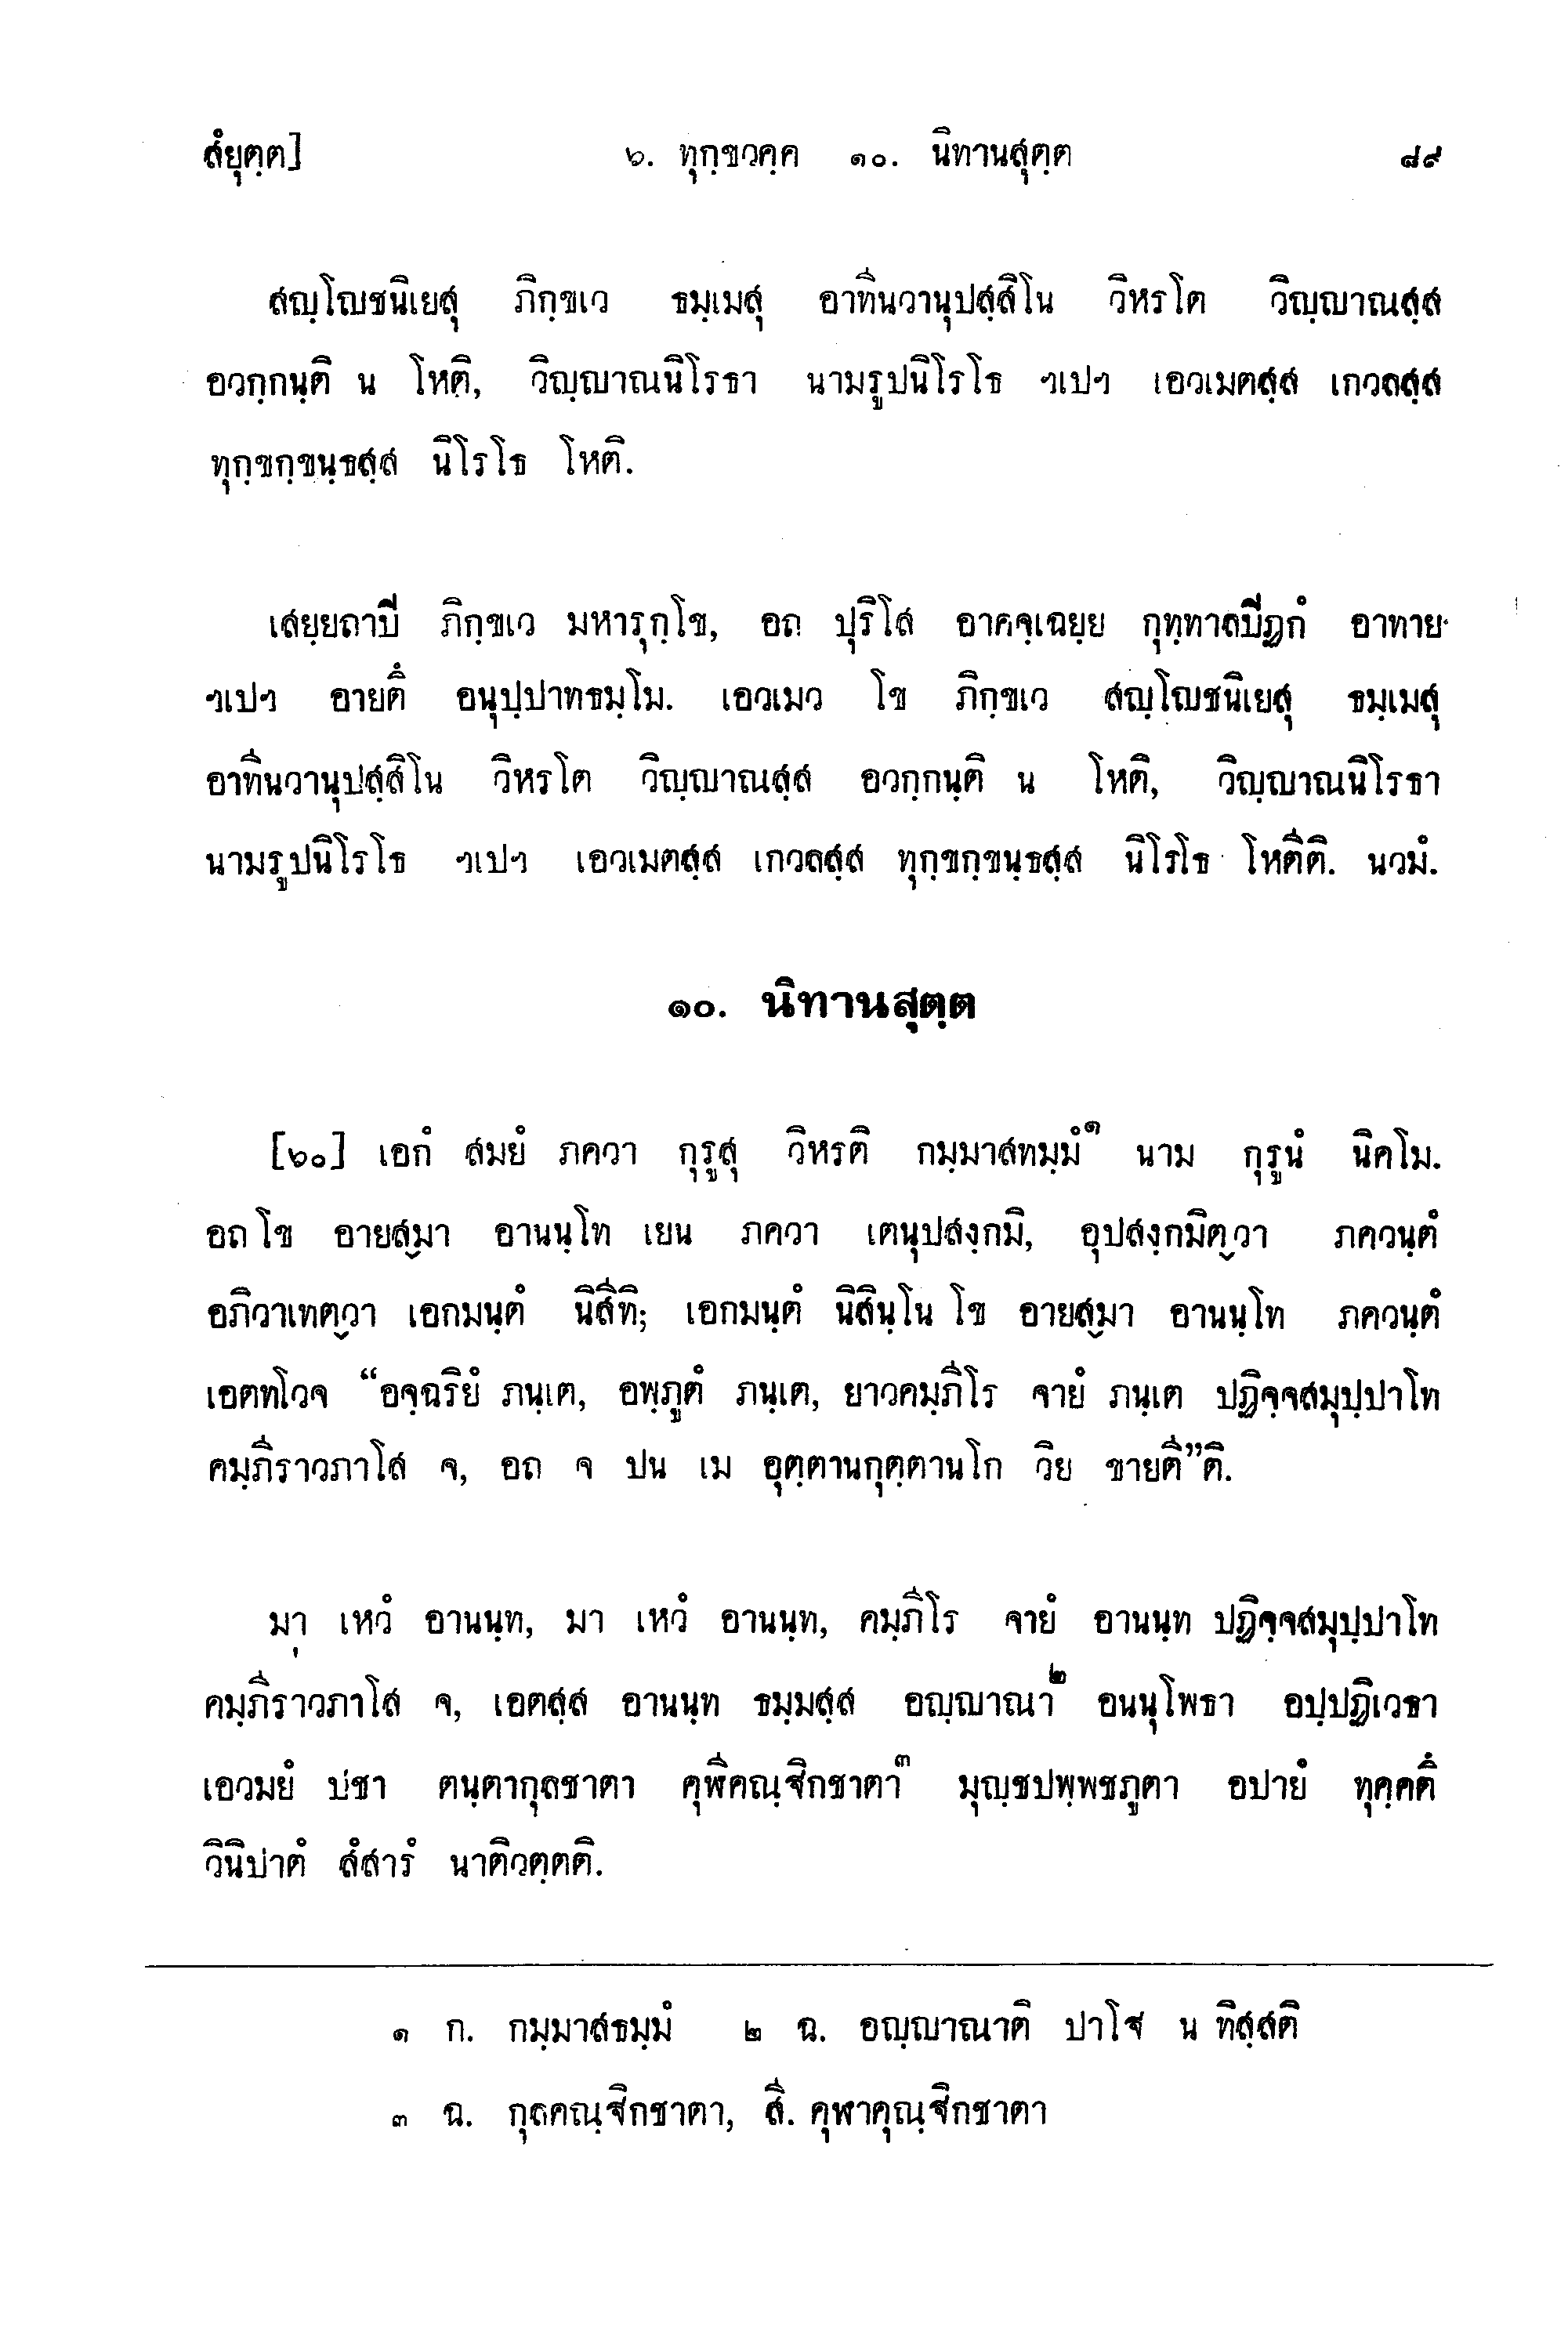 สํยุตฺต] ๖. ทุกฺขวคฺค ๑๐. นิทานสุตฺต ๘๙
สญฺโญชนิเยสุ ภิกฺขเว ธมฺเมสุ อาทีนวานุปสฺสิโน วิหรโต วิญฺญาณสฺส
อวกฺกนฺติ น โหติ, วิญฺญาณนิโรธา นามรูปนิโรโธ ฯเปฯ เอวเมตสฺส เกวลสฺส
ทุกฺขกฺขนฺธสฺส นิโรโธ โหติ.
เสยฺยถาปี ภิกฺขเว มหารุกฺโข, อถ ปุริโส อาคจฺเฉยฺย กุทฺทาลปิฏกํ อาทาย
ฯเปฯ อายตึ อนุปฺปาทธมฺโม. เอวเมว โข ภิกฺขเว สญฺโญชนิเยสุ ธมฺเมสุ
อาทีนวานุปสฺสิโน วิหรโต วิญฺญาณสฺส อวกฺกนฺติ น โหติ, วิญฺญาณนิโรธา
นามรูปนิโรโธ ฯเปฯ เอวเมตสฺส เกวลสฺส ทุกฺขกฺขนฺธสฺส นิโรโธ โหตีติ. นวมํ.
๑๐. นิทานสุตฺต
[๖๐] เอกํ สมยํ ภควา กุรูสุ วิหรติ กมฺมาสทมฺมํ๑ นาม กุรูนํ นิคโม.
อถ โข อายสฺมา อานนฺโท เยน ภควา เตนุปสงฺกมิ, อุปสงฺกมิตฺวา ภควนฺตํ
อภิวาเทตฺวา เอกมนฺตํ นิสีทิ; เอกมนฺตํ นิสินฺโน โข อายสฺมา อานนฺโท ภควนฺตํ
เอตทโวจ “อจฺฉริยํ ภนฺเต, อพฺภูตํ ภนฺเต, ยาวคมฺภีโร จายํ ภนฺเต ปฏิจฺจสมุปฺปาโท
คมฺภีราวภาโส จ, อถ จ ปน เม อุตฺตานกุตฺตานโก วิย ขายตี”ติ.
มา เหวํ อานนฺท, มา เหวํ อานนฺท, คมฺภีโร จายํ อานนฺท ปฏิจฺจสมุปฺปาโท
คมฺภีราวภาโส จ, เอตสฺส อานนฺท ธมฺมสฺส อญฺญาณา๒ อนนุโพธา อปฺปฏิเวธา
เอวมยํ ปชา ตนฺตากุลชาตา คุฬีคณฺฐิกชาตา๓ มุญฺชปพฺพชภูตา อปายํ ทุคฺคตึ
วินิปาตํ สํสารํ นาติวตฺตติ.
๑ ก. กมฺมาสธมฺมํ ๒ ฉ. อญฺญาณาติ ปาโฐ น ทิสฺสติ
๓ ฉ. กุลคณฺฐิกชาตา, สี. คุฬาคุณฺฐิกชาตา